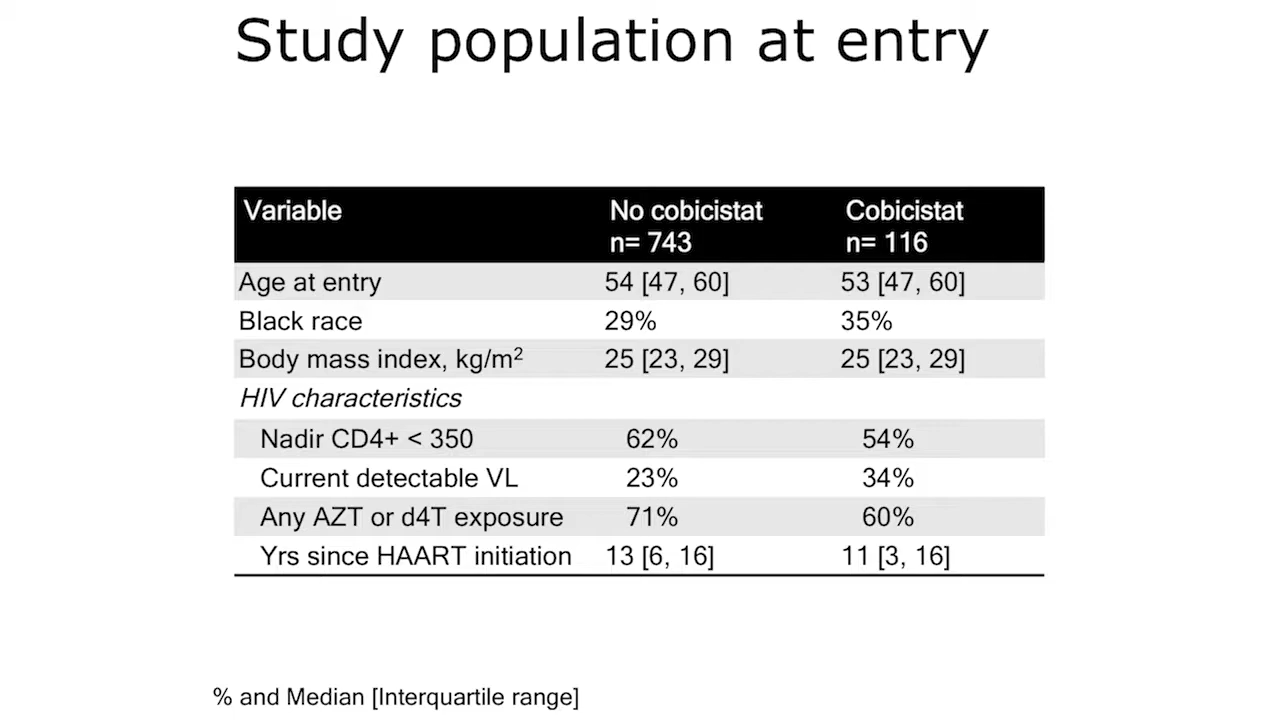 Study population at entry
Variable No cobicistat Cobicistat
n= 743 n= 116
Age at entry 54 [47, 60] 53 [47, 60]
Black race 29% 35%
Body mass index, kg/m² 25 [23, 29] 25 [23, 29]
HIV characteristics
Nadir CD4+ < 350 62% 54%
Current detectable VL 23% 34%
Any AZT or d4T exposure 71% 60%
Yrs since HAART initiation 13 [6, 16] 11 [3, 16]
% and Median [Interquartile range]